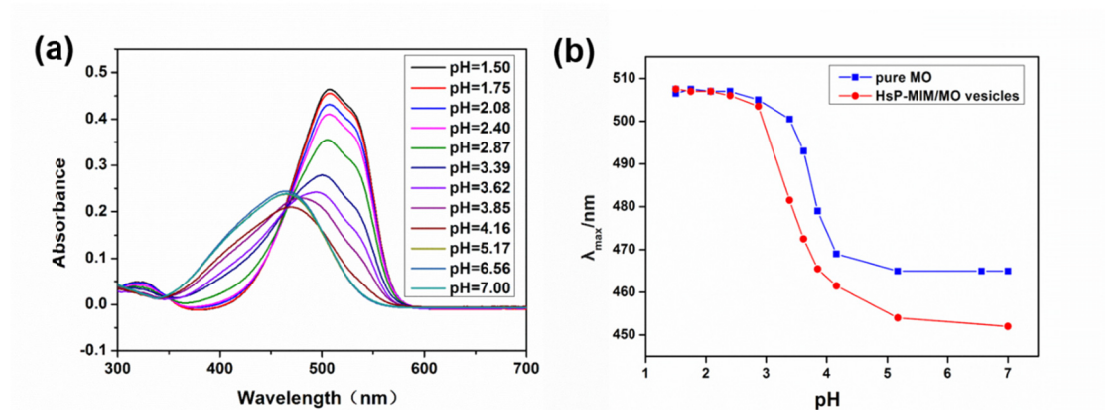 (a)
0.5
0.4
0.3
0.2
0.1
0.0
-0.1
Absorbance
300
400
500
600
700
Wavelength（nm）
pH=1.50
pH=1.75
pH=2.08
pH=2.40
pH=2.87
pH=3.39
pH=3.62
pH=3.85
pH=4.16
pH=5.17
pH=6.56
pH=7.00
(b)
510
500
490
480
470
460
450
λmax/nm
1
2
3
4
5
6
7
pH
pure MO
HsP-MIM/MO vesicles